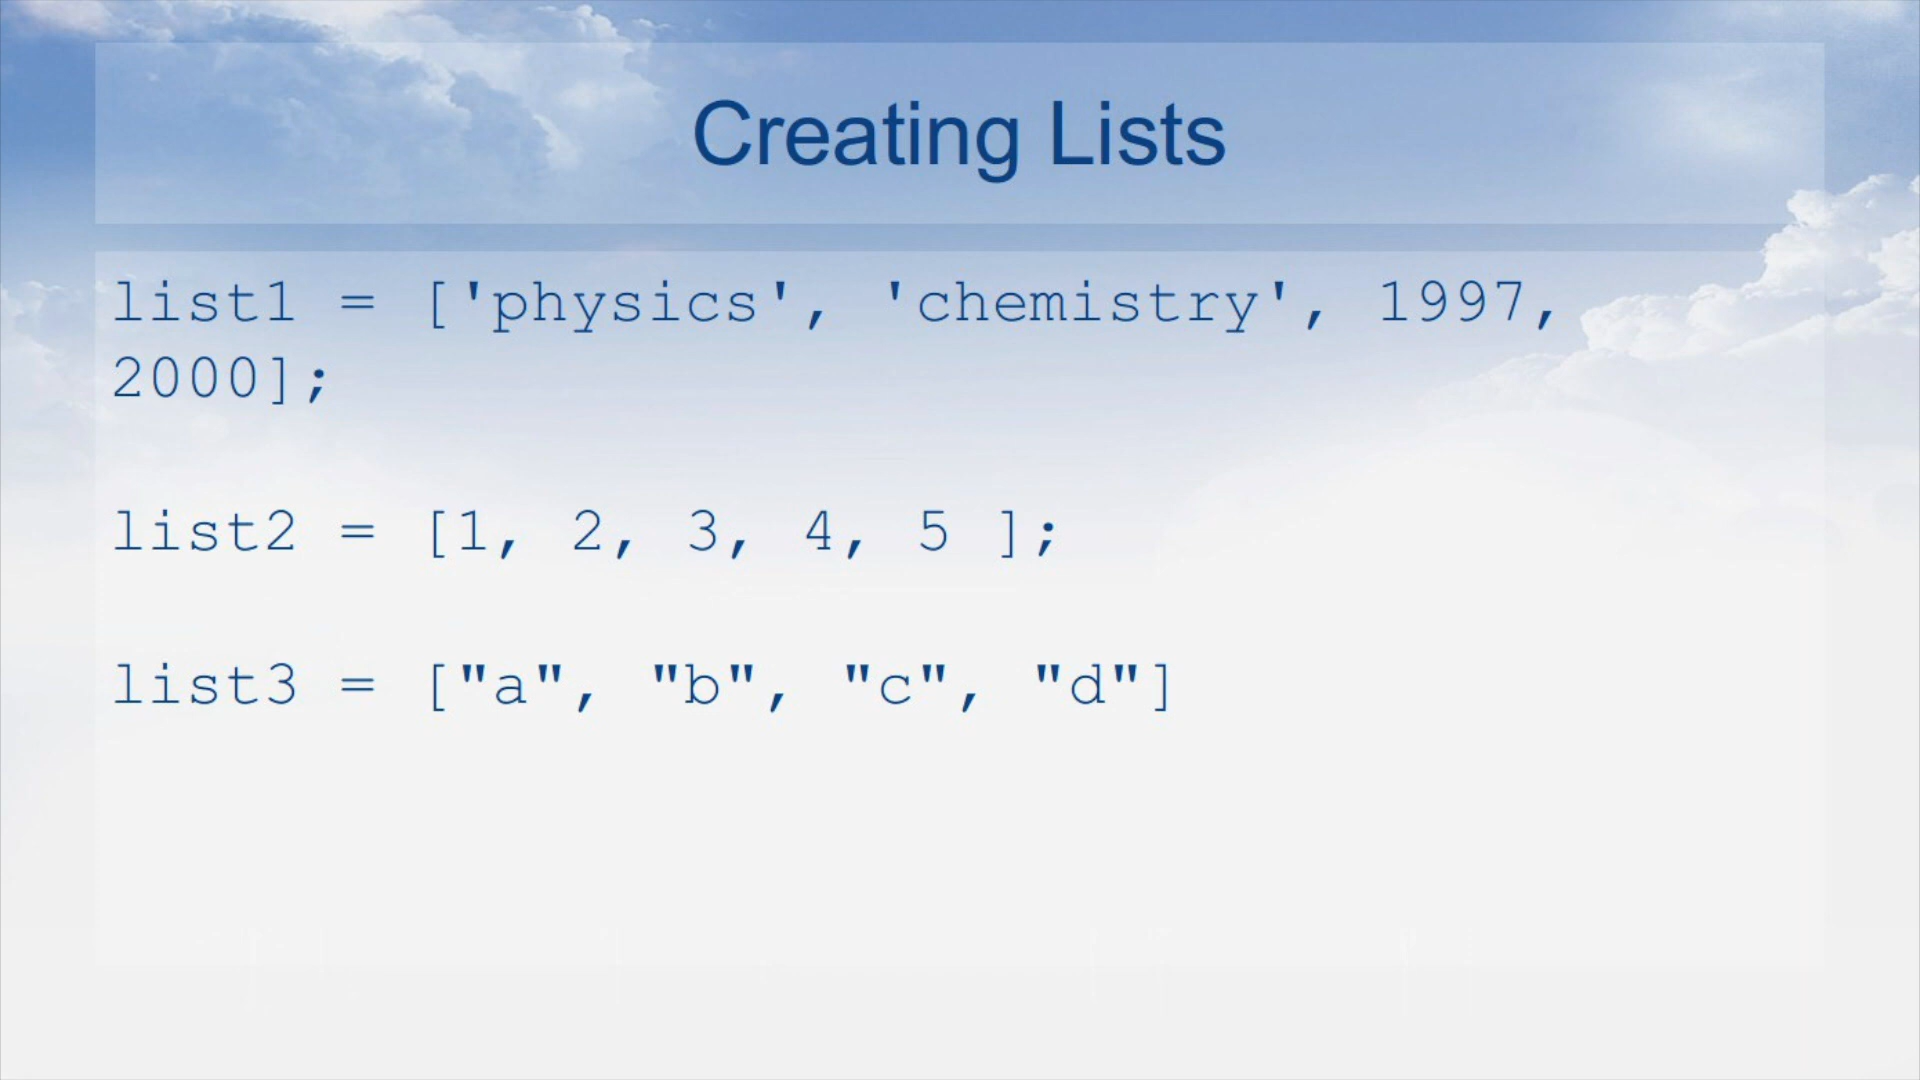 Creating Lists
list1 = ['physics', 'chemistry', 1997,
2000];
list2 = [1, 2, 3, 4, 5 ];
list3 = ["a", "b", "c", "d"]